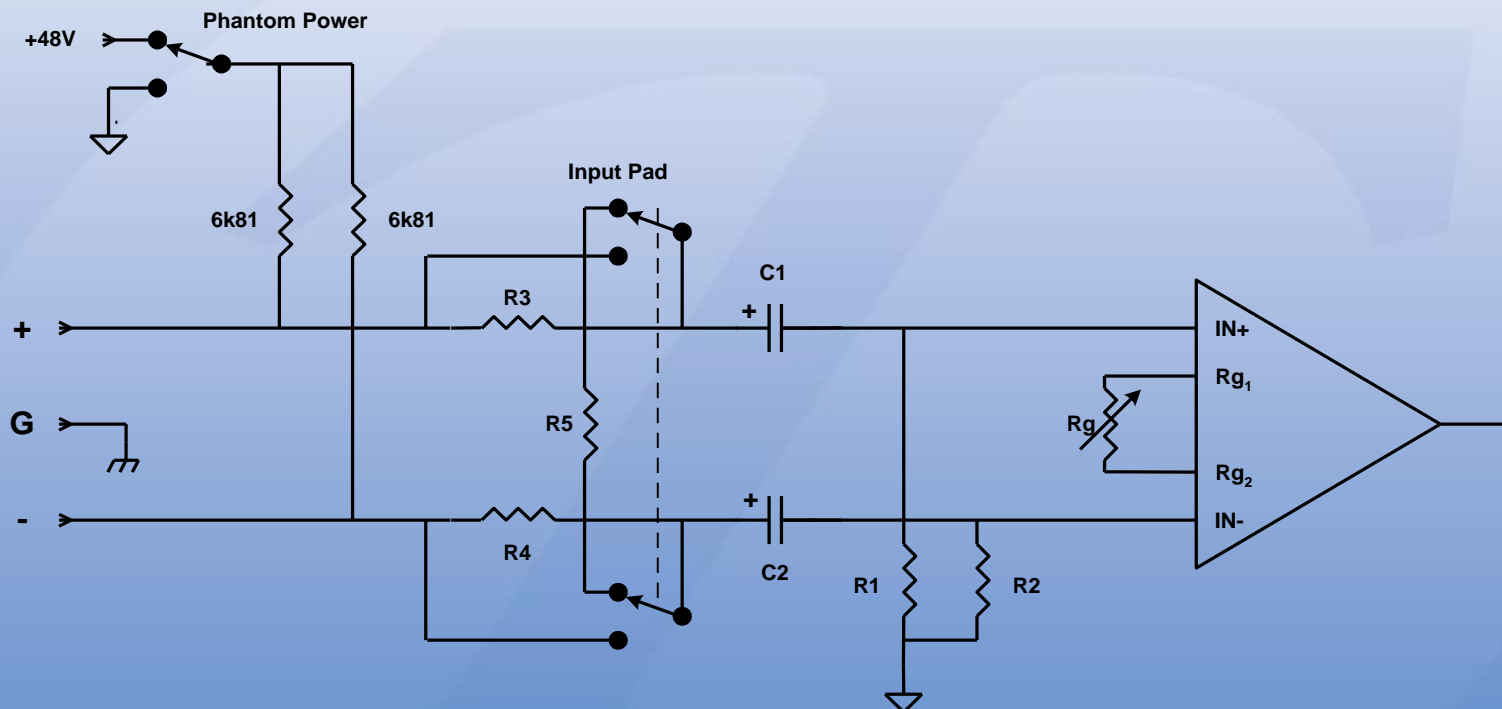 Phantom Power
+48V
6k81
6k81
Input Pad
R3
C1
+
+
IN+
Rg1
R5
Rg
G
Rg2
+
-
IN-
R4
C2
R1
R2